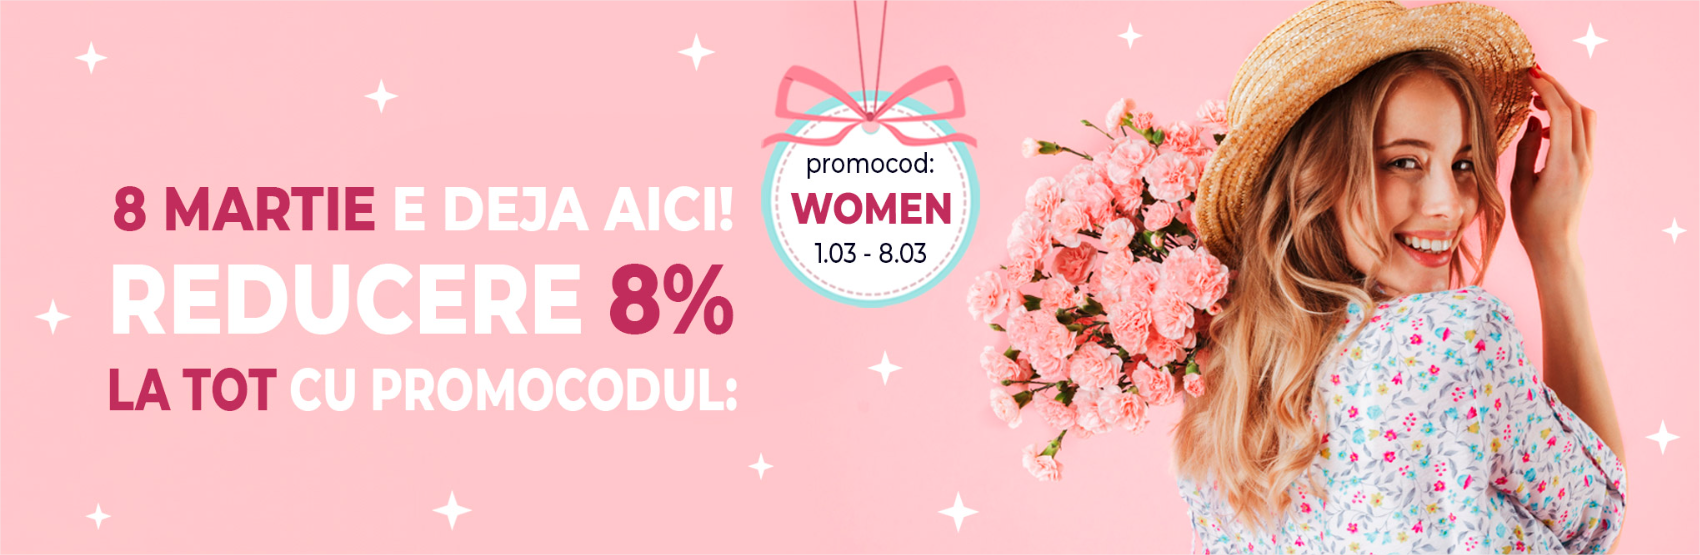 8 MARTIE E DEJA AICI!
REDUCERE 8%
LA TOT CU PROMOCODUL:
promocod:
WOMEN
1.03 - 8.03